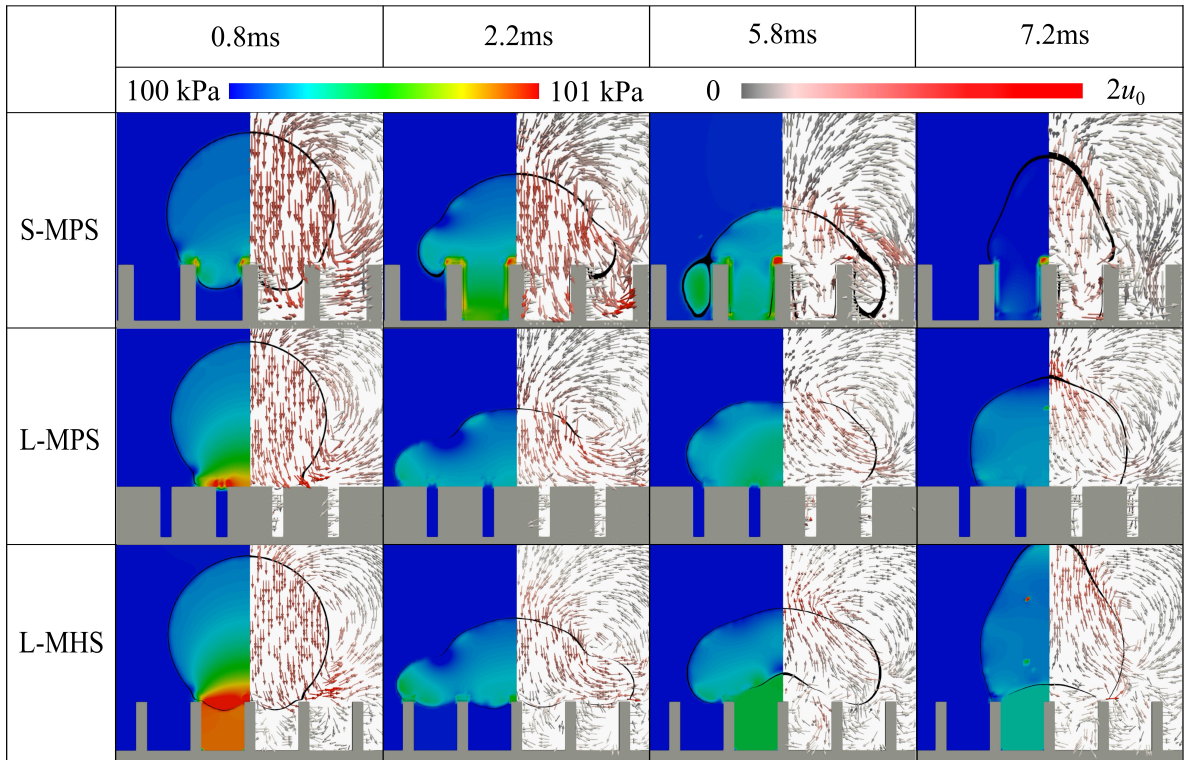 0.8ms 2.2ms 5.8ms 7.2ms
100 kPa 101 kPa 0 2u₀
S-MPS
L-MPS
L-MHS